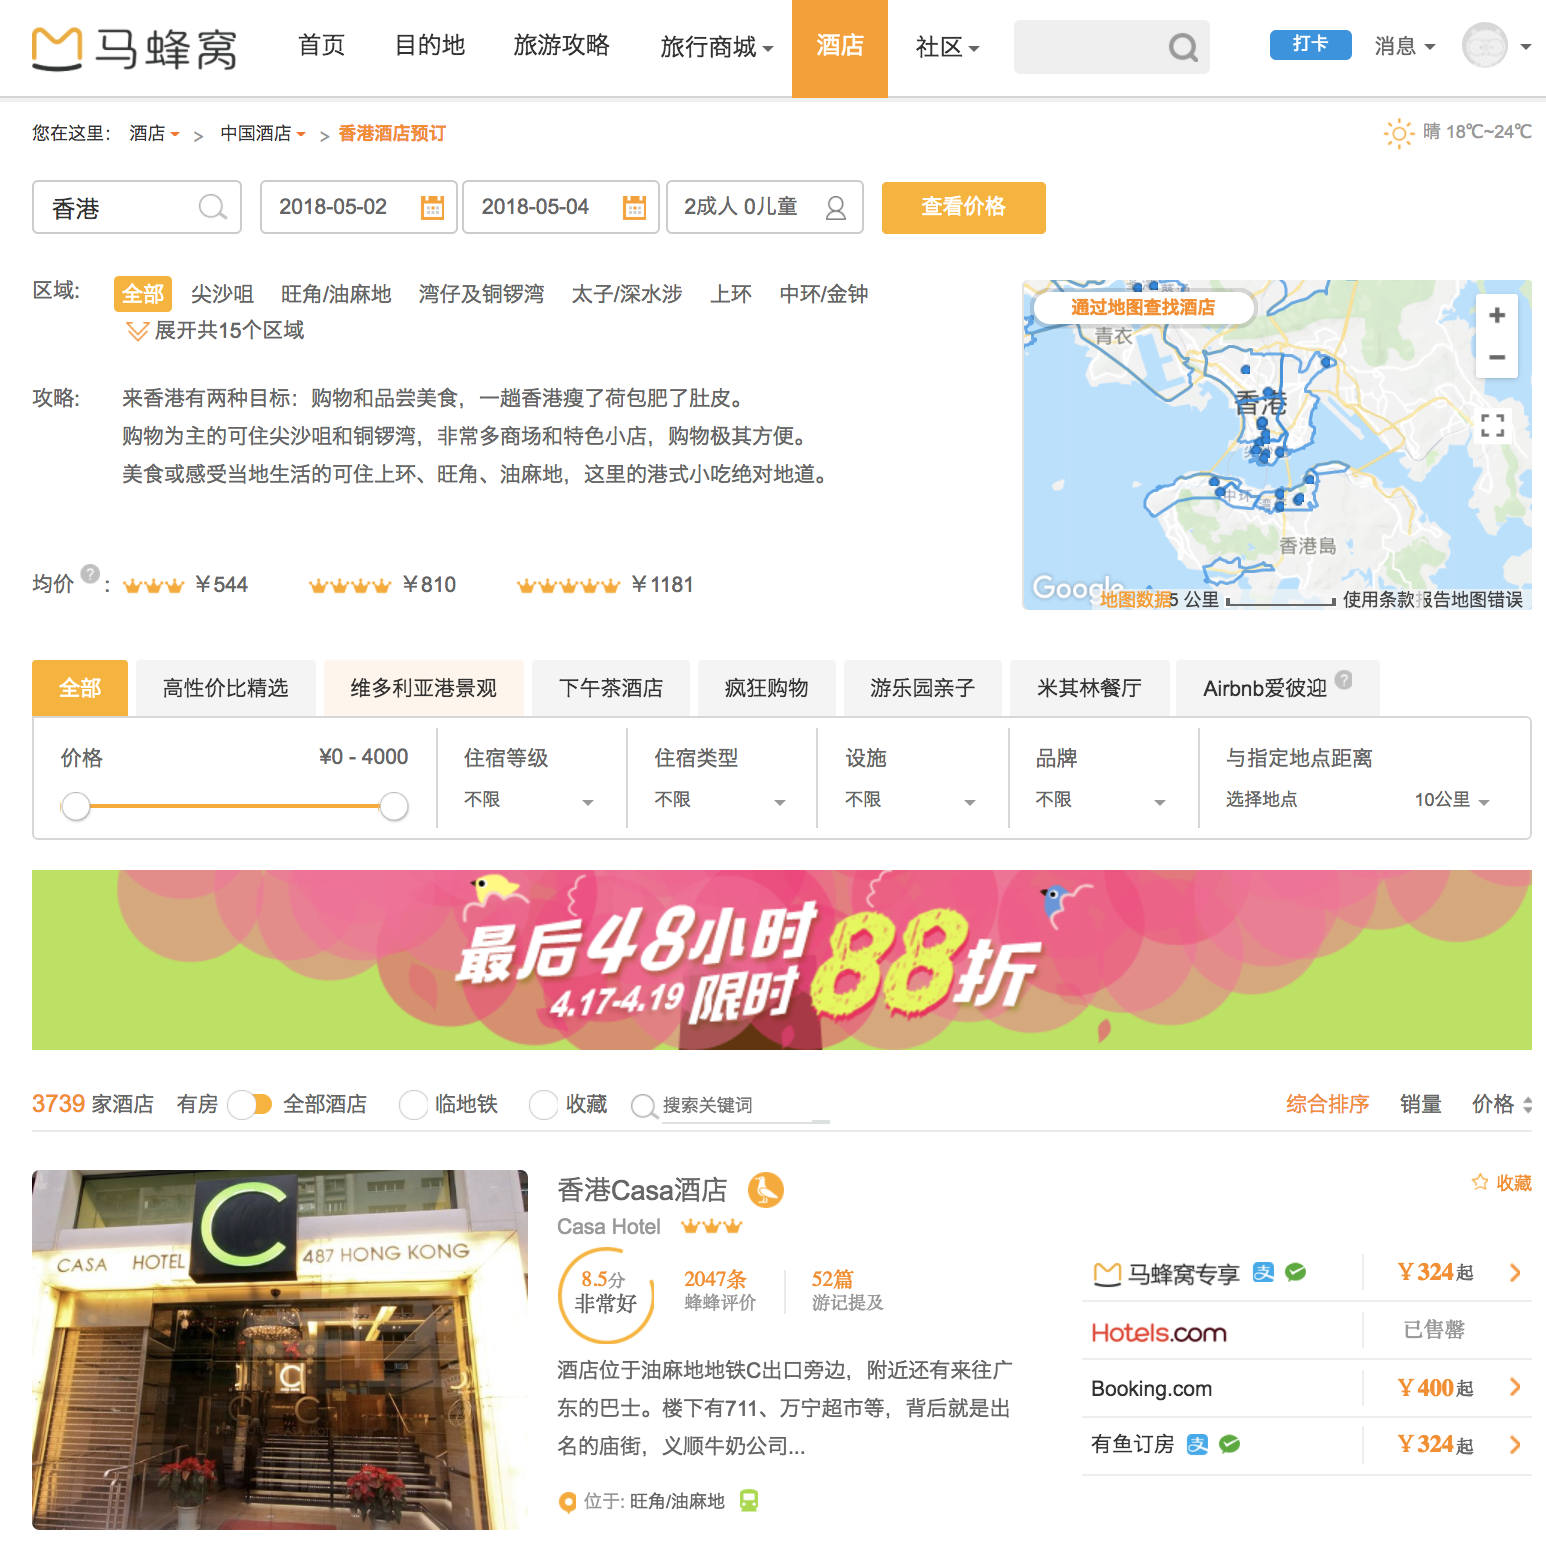 马蜂窝 首页 目的地 旅游攻略 旅行商城 酒店 社区 打卡 消息
您在这里： 酒店 > 中国酒店 > 香港酒店预订 晴 18℃~24℃
香港 2018-05-02 2018-05-04 2成人 0儿童 查看价格
区域: 全部 尖沙咀 旺角/油麻地 湾仔及铜锣湾 太子/深水涉 上环 中环/金钟
展开共15个区域
攻略: 来香港有两种目标：购物和品尝美食，一趟香港瘦了荷包肥了肚皮。
购物为主的可住尖沙咀和铜锣湾，非常多商场和特色小店，购物极其方便。
美食或感受当地生活的可住上环、旺角、油麻地，这里的港式小吃绝对地道。
均价 ? : ￥544 ￥810 ￥1181
通过地图查找酒店
+
青衣
−
香港
中环
香港島
Google 地图数据 5 公里 使用条款 报告地图错误
全部 高性价比精选 维多利亚港景观 下午茶酒店 疯狂购物 游乐园亲子 米其林餐厅 Airbnb爱彼迎 ?
价格 ¥0 - 4000 住宿等级 住宿类型 设施 品牌 与指定地点距离
不限 不限 不限 不限 选择地点 10公里
最后48小时
4.17-4.19 限时 88折
3739 家酒店 有房 全部酒店 临地铁 收藏 搜索关键词 综合排序 销量 价格
香港Casa酒店 收藏
Casa Hotel
8.5分 非常好
2047条 蜂蜂评价
52篇 游记提及
酒店位于油麻地地铁C出口旁边，附近还有来往广
东的巴士。楼下有711、万宁超市等，背后就是出
名的庙街，义顺牛奶公司...
位于: 旺角/油麻地
马蜂窝专享 支 ￥324起
Hotels.com 已售罄
Booking.com ￥400起
有鱼订房 支 ￥324起
C
CASA HOTEL 487 HONG KONG
C